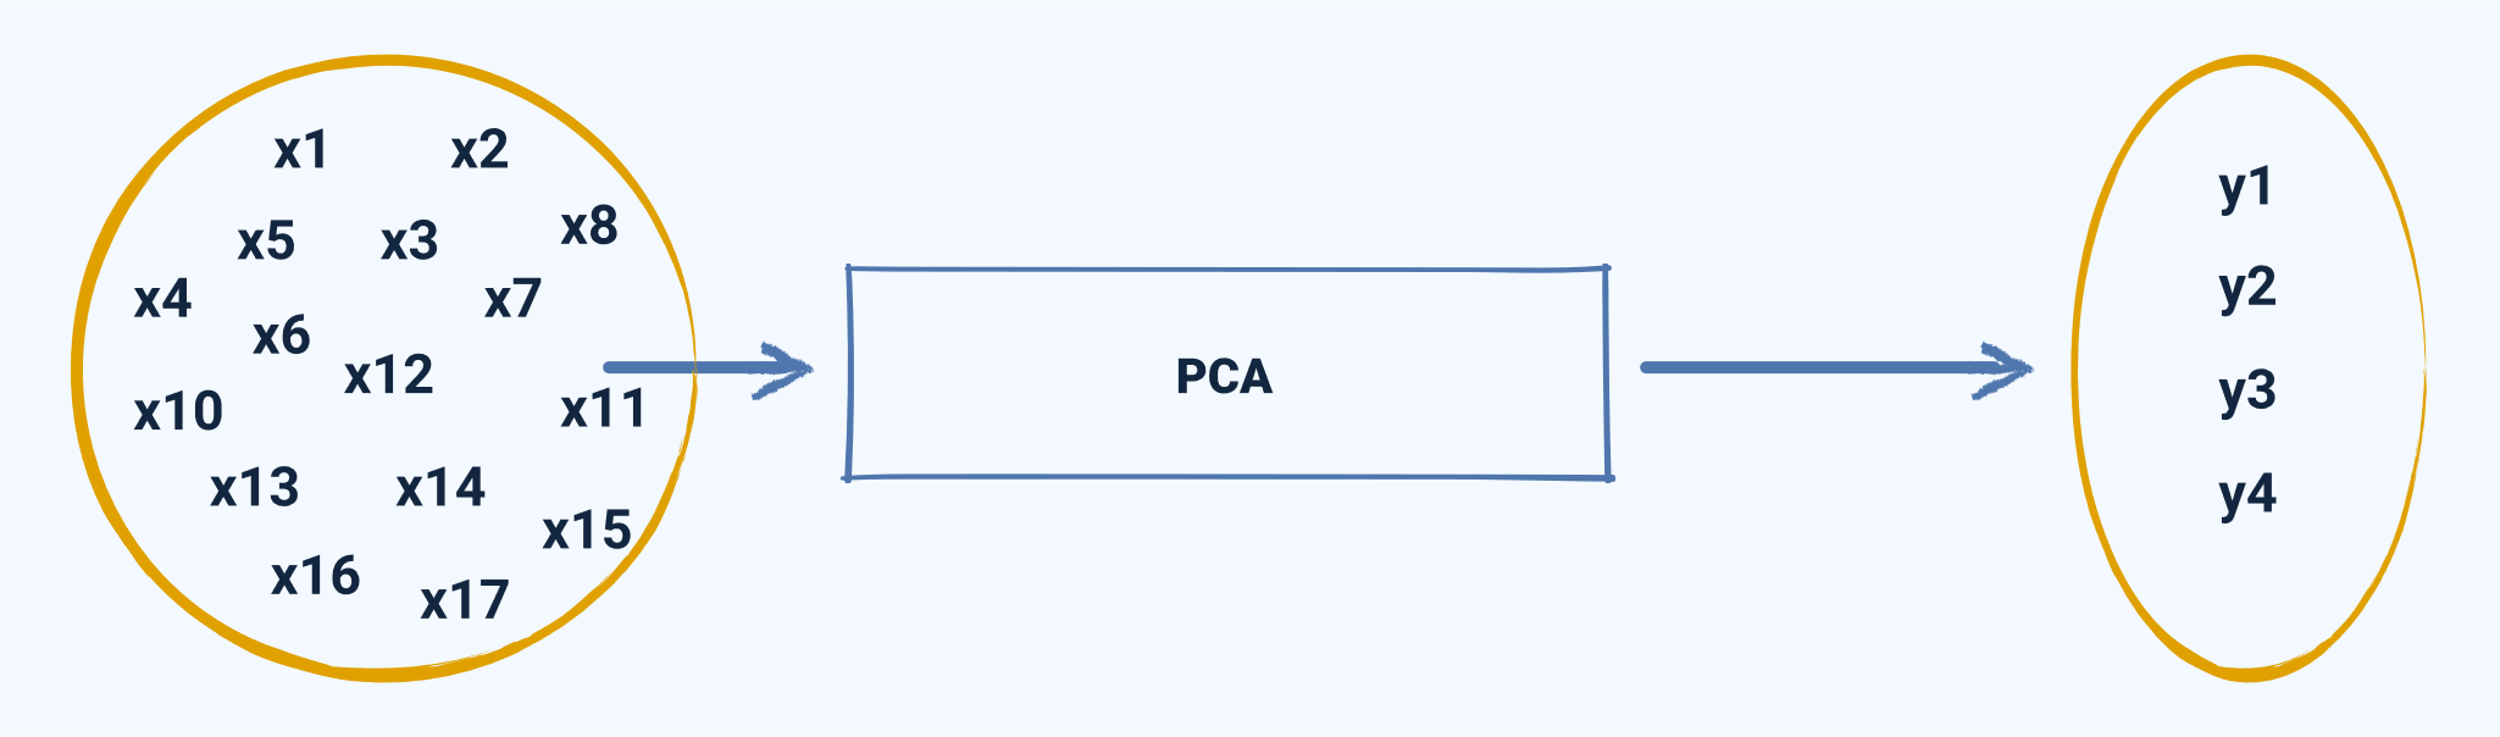 x1 x2
x5 x3 x8
x4 x7
x6
x12
x10 x11
x13 x14
x15
x16
x17
PCA
y1
y2
y3
y4